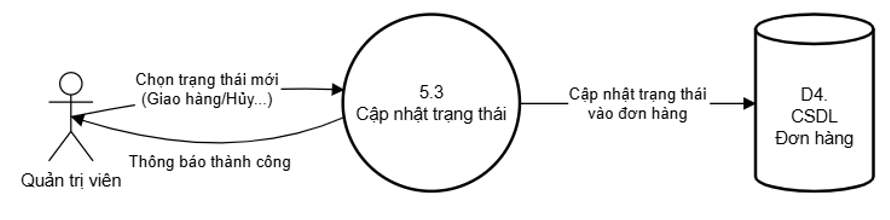 Chọn trạng thái mới
(Giao hàng/Hủy...)
Thông báo thành công
Quản trị viên
5.3
Cập nhật trạng thái
Cập nhật trạng thái
vào đơn hàng
D4.
CSDL
Đơn hàng